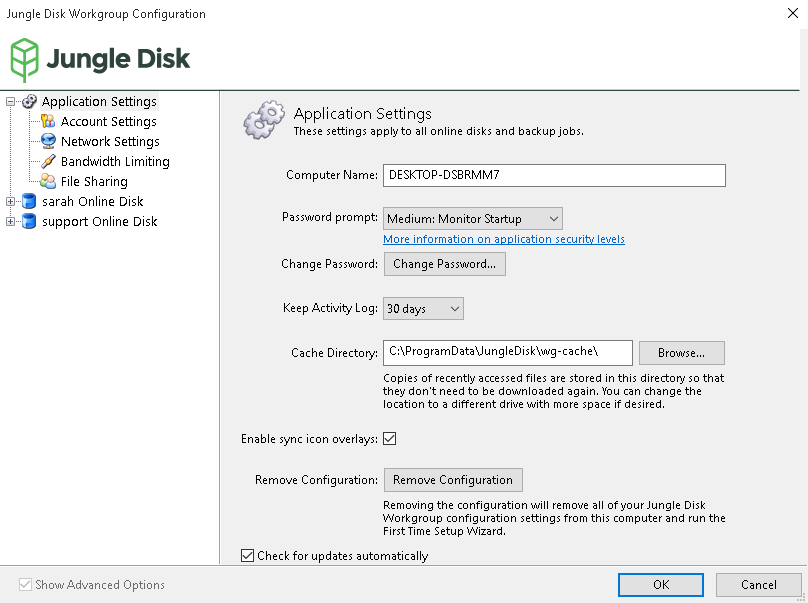 Jungle Disk Workgroup Configuration
Jungle Disk
Application Settings
Account Settings
Network Settings
Bandwidth Limiting
File Sharing
sarah Online Disk
support Online Disk
Application Settings
These settings apply to all online disks and backup jobs.
Computer Name: DESKTOP-DSBRMM7
Password prompt: Medium: Monitor Startup
More information on application security levels
Change Password: Change Password...
Keep Activity Log: 30 days
Cache Directory: C:\ProgramData\JungleDisk\wg-cache\ Browse...
Copies of recently accessed files are stored in this directory so that
they don't need to be downloaded again. You can change the
location to a different drive with more space if desired.
Enable sync icon overlays:
Remove Configuration: Remove Configuration
Removing the configuration will remove all of your Jungle Disk
Workgroup configuration settings from this computer and run the
First Time Setup Wizard.
Check for updates automatically
Show Advanced Options
OK Cancel